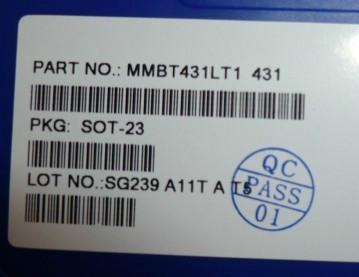 PART NO.: MMBT431LT1 431
PKG: SOT-23
LOT NO.:SG239 A11T A T5
QC
PASS
01